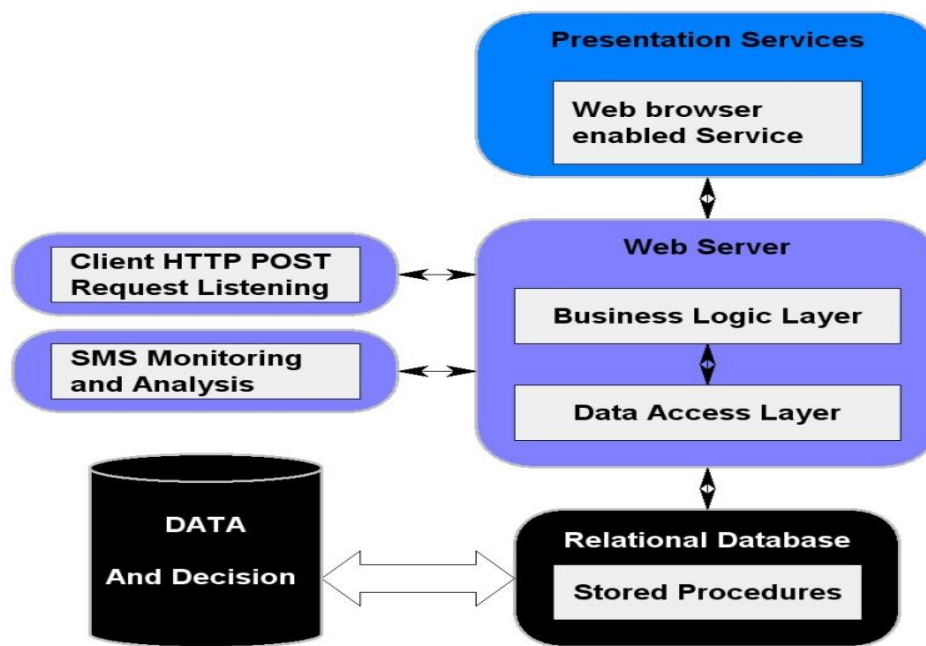 Presentation Services
Web browser
enabled Service
Web Server
Client HTTP POST
Request Listening
Business Logic Layer
SMS Monitoring
and Analysis
Data Access Layer
DATA
And Decision
Relational Database
Stored Procedures